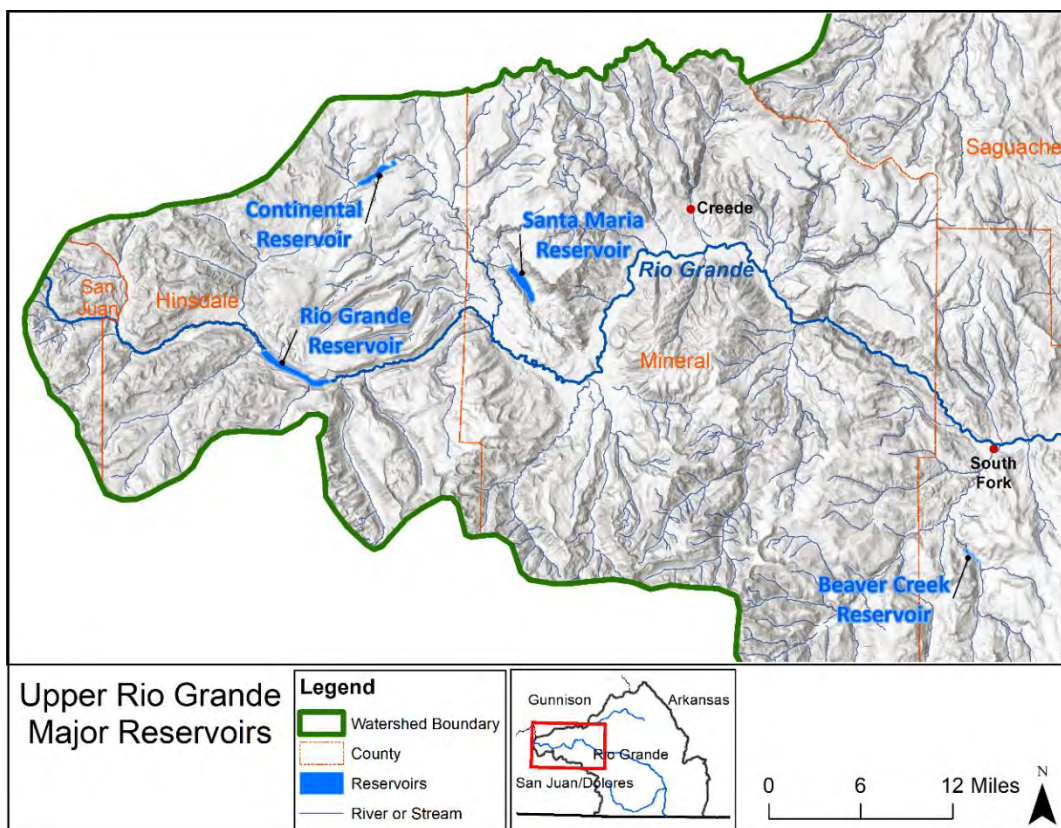 Saguache
Continental
Reservoir
Santa Maria
Reservoir
Creede
Rio Grande
San
Juan
Hinsdale
Rio Grande
Reservoir
Mineral
South
Fork
Beaver Creek
Reservoir
Upper Rio Grande
Major Reservoirs
Legend
Watershed Boundary
County
Reservoirs
River or Stream
Gunnison
Arkansas
Rio Grande
San Juan/Dolores
0 6 12 Miles
N